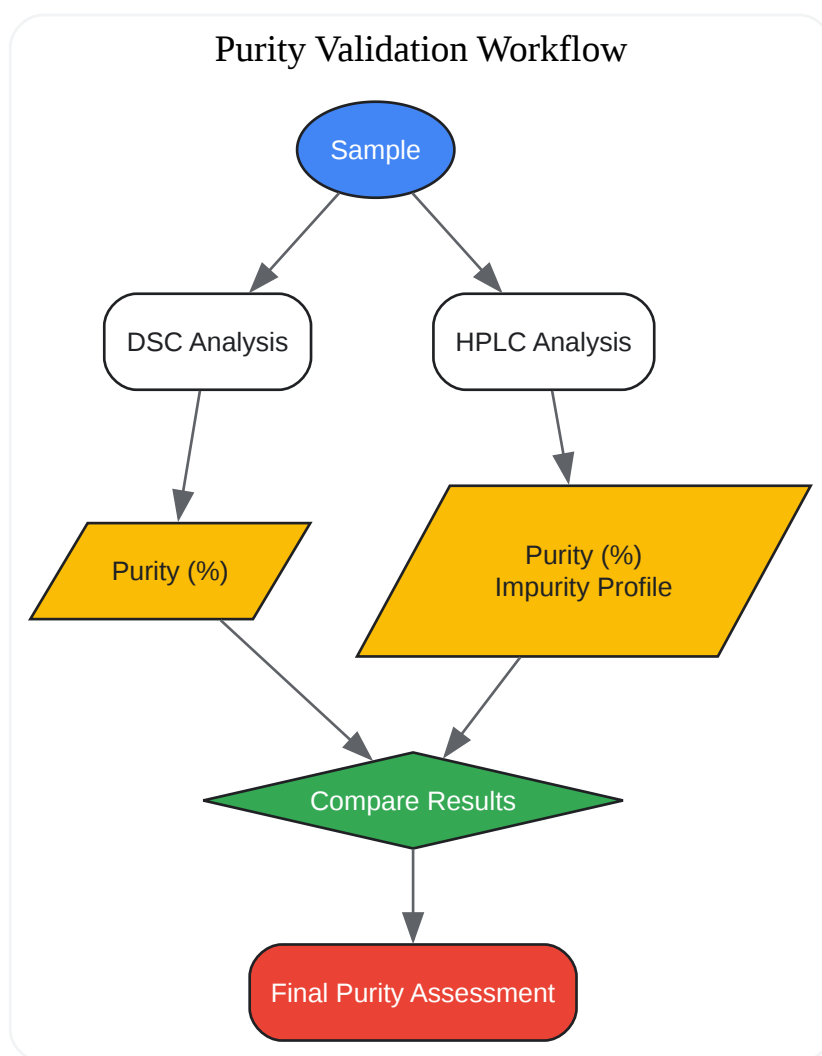 Purity Validation Workflow
Sample
DSC Analysis
HPLC Analysis
Purity (%)
Purity (%)
Impurity Profile
Compare Results
Final Purity Assessment